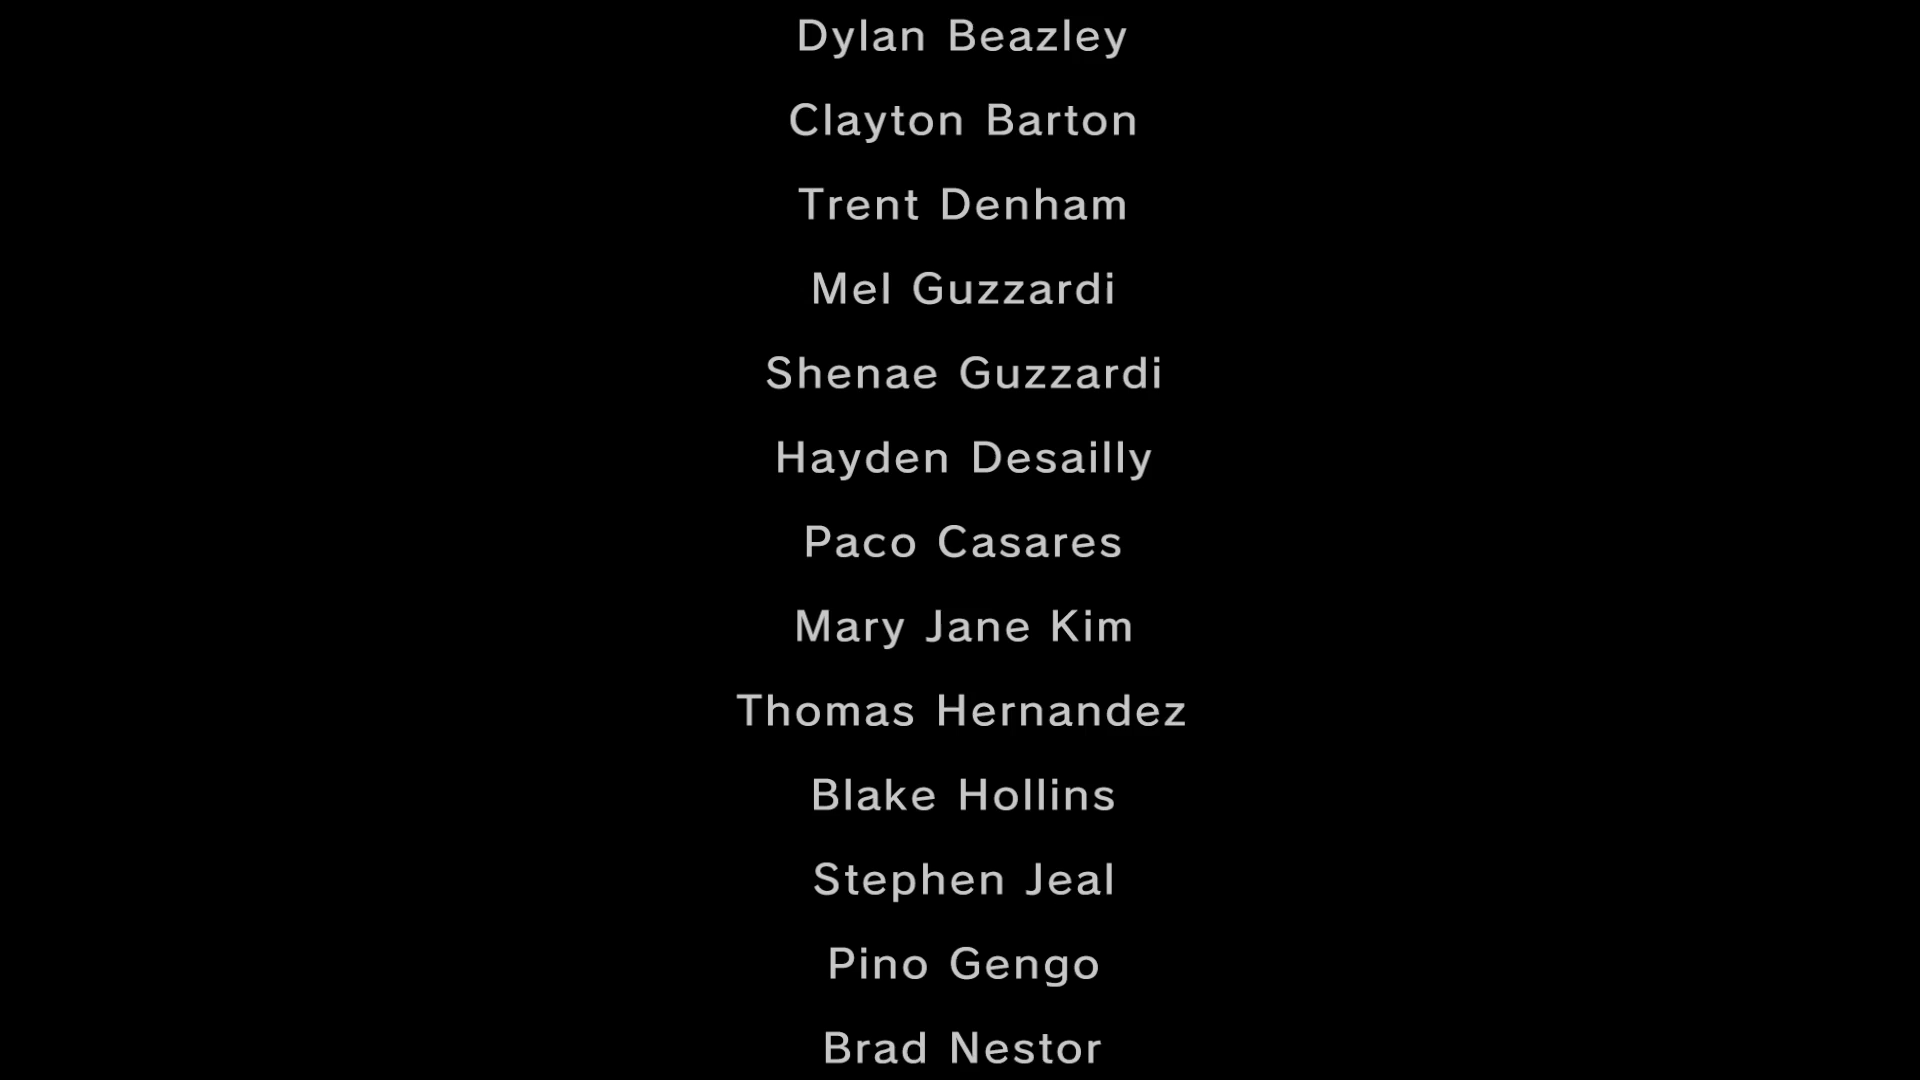 Dylan Beazley
Clayton Barton
Trent Denham
Mel Guzzardi
Shenae Guzzardi
Hayden Desailly
Paco Casares
Mary Jane Kim
Thomas Hernandez
Blake Hollins
Stephen Jeal
Pino Gengo
Brad Nestor